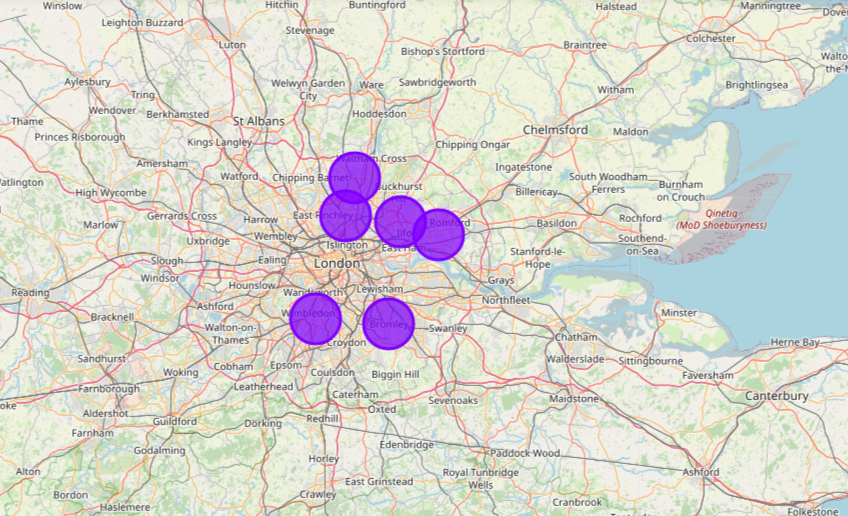 Winslow
Hitchin
Buntingford
Halstead
Manningtree
Leighton Buzzard
Stevenage
Colchester
Luton
Bishop's Stortford
Braintree
Aylesbury
Tring
Welwyn Garden
City
Ware
Sawbridgeworth
Witham
Brightlingsea
Wendover
Berkhamsted
Hoddesdon
Thame
St Albans
Chelmsford
Maldon
Princes Risborough
Kings Langley
Chipping Ongar
Amersham
Waltham Cross
Ingatestone
Watford
Chipping Barnet
South Woodham
Ferrers
Burnham
on Crouch
High Wycombe
Buckhurst
Billericay
Gerrards Cross
Harrow
East Finchley
Romford
Rochford
Qinetiq
(MoD Shoeburyness)
Marlow
Wembley
Ilford
Basildon
Uxbridge
Islington
East Ham
Southend-
on-Sea
Slough
Ealing
London
Stanford-le-
Hope
Windsor
Grays
Reading
Hounslow
Wandsworth
Lewisham
Northfleet
Ashford
Wimbledon
Bromley
Swanley
Minster
Bracknell
Walton-on-
Thames
Croydon
Chatham
Herne Bay
Sandhurst
Cobham
Epsom
Coulsdon
Biggin Hill
Walderslade
Sittingbourne
Faversham
Woking
Leatherhead
Farnborough
Caterham
Sevenoaks
Maidstone
Canterbury
Aldershot
Guildford
Dorking
Redhill
Oxted
Farnham
Godalming
Edenbridge
Paddock Wood
Alton
Horley
Royal Tunbridge
Wells
Ashford
Bordon
Crawley
East Grinstead
Cranbrook
Haslemere
Folkestone